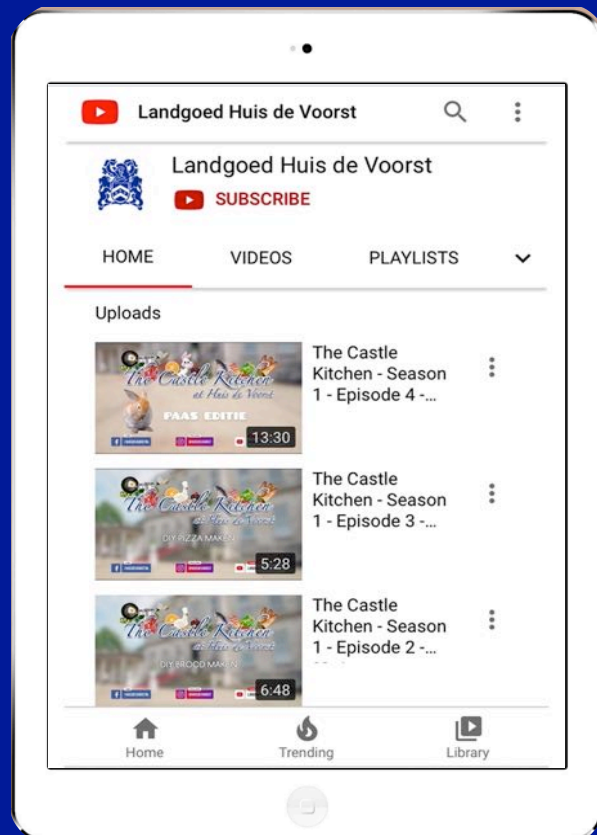 Landgoed Huis de Voorst
Landgoed Huis de Voorst
SUBSCRIBE
HOME
VIDEOS
PLAYLISTS
Uploads
The Castle Kitchen
at Huis de Voorst
PAAS EDITIE
13:30
The Castle
Kitchen - Season
1 - Episode 4 -...
The Castle Kitchen
at Huis de Voorst
DIY PIZZA MAKEN
5:28
The Castle
Kitchen - Season
1 - Episode 3 -...
The Castle Kitchen
at Huis de Voorst
DIY BROOD MAKEN
6:48
The Castle
Kitchen - Season
1 - Episode 2 -...
Home
Trending
Library